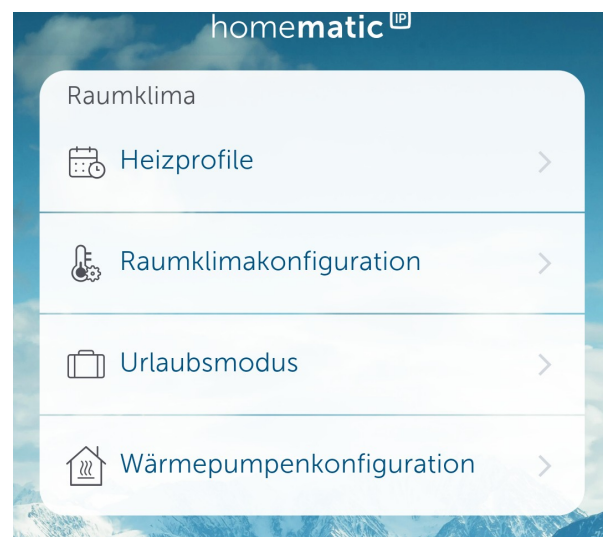 homematic IP
Raumklima
Heizprofile
Raumklimakonfiguration
Urlaubsmodus
Wärmepumpenkonfiguration